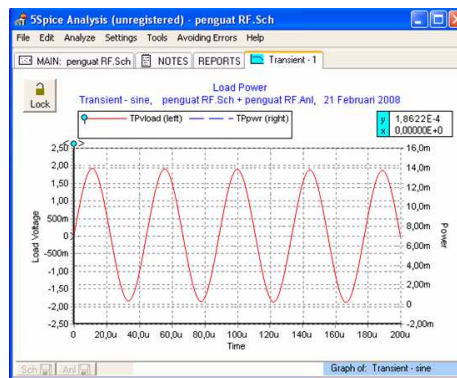 5Spice Analysis (unregistered) - penguat RF.Sch
File Edit Analyze Settings Tools Avoiding Errors Help
MAIN: penguat RF.Sch NOTES REPORTS Transient - 1
Lock
Load Power
Transient - sine, penguat RF.Sch + penguat RF.Anl, 21 Februari 2008
TPvload (left) TPpwr (right)
y 1,8622E-4
x 0,00000E+0
< >
2,50 16,0m
2,00 14,0m
1,50 12,0m
1,00 10,0m
500m 8,00m
0 6,00m
-500m 4,00m
-1,00 2,00m
-1,50 0
-2,00
-2,50 -2,00m
Load Voltage
Power
0 20,0u 40,0u 60,0u 80,0u 100u 120u 140u 160u 180u 200u
Time
Sch Anl Graph of: Transient - sine